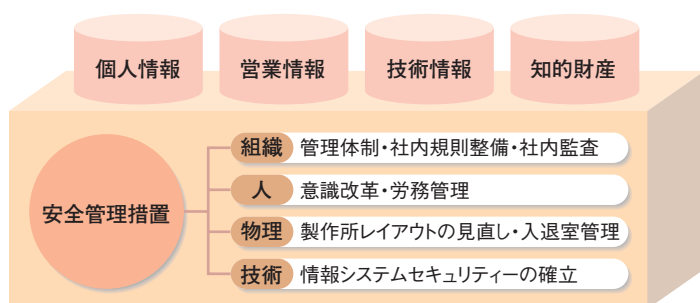 個人情報
営業情報
技術情報
知的財産
安全管理措置
組織 管理体制・社内規則整備・社内監査
人 意識改革・労務管理
物理 製作所レイアウトの見直し・入退室管理
技術 情報システムセキュリティーの確立